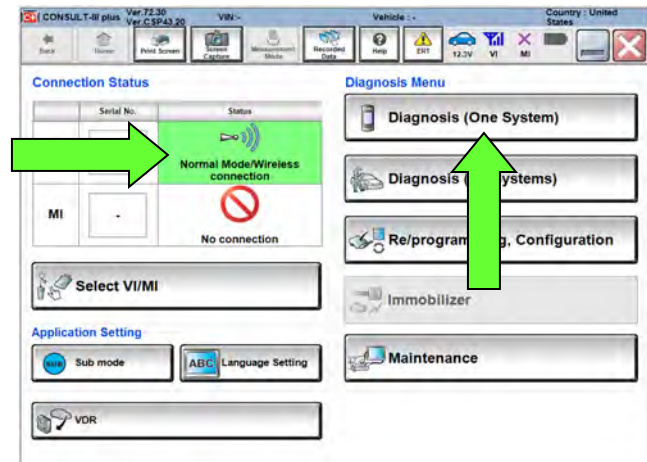 CONSULT-III plus Ver.72.30
Ver.CSP43.20
VIN:-
Vehicle : -
Country : United
States
Back
Home
Print Screen
Screen
Capture
Measurement
Mode
Recorded
Data
Help
ERT
12.3V
VI
MI
Connection Status
Diagnosis Menu
Serial No.
Status
Normal Mode/Wireless
connection
MI
-
No connection
Select VI/MI
Application Setting
SUB
Sub mode
ABC
Language Setting
VDR
Diagnosis (One System)
Diagnosis ( ystems)
Re/program g, Configuration
Immobilizer
Maintenance